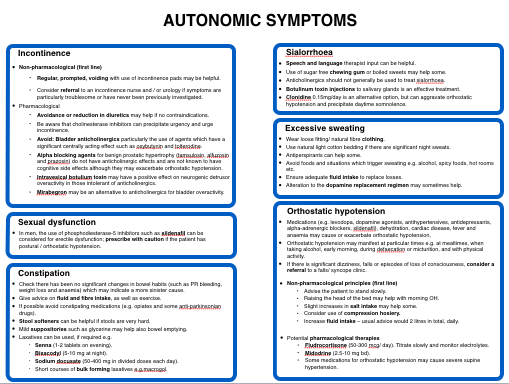 AUTONOMIC SYMPTOMS
Incontinence
• Non-pharmacological (first line)
• Regular, prompted, voiding with use of incontinence pads may be helpful.
• Consider referral to an incontinence nurse and / or urology if symptoms are
particularly troublesome or have never been previously investigated.
• Pharmacological
• Avoidance or reduction in diuretics may help if no contraindications.
• Be aware that cholinesterase inhibitors can precipitate urgency and urge
incontinence.
• Avoid: Bladder anticholinergics particularly the use of agents which have a
significant centrally acting effect such as and
• Alpha blocking agents for benign prostatic hypertrophy (tamsulosin, alfuzosin
and prazosin) do not have anticholinergic effects and are not known to have
cognitive side effects although they may exacerbate orthostatic hypotension.
• Intravesical botulinum toxin may have a positive effect on neurogenic detrusor
overactivity in those intolerant of anticholinergics.
• Mirabegron may be an alternative to anticholinergics for bladder overactivity.
Sexual dysfunction
• In men, the use of phosphodiesterase-5 inhibitors such as sildenafil can be
considered for erectile dysfunction; prescribe with caution if the patient has
postural / orthostatic hypotension.
Constipation
• Check there has been no significant changes in bowel habits (such as PR bleeding,
weight loss and anaemia) which may indicate a more sinister cause.
• Give advice on fluid and fibre intake, as well as exercise.
• If possible avoid constipating medications (e.g. opiates and some anti-parkinsonian
drugs).
• Stool softeners can be helpful if stools are very hard.
• Mild suppositories such as glycerine may help also bowel emptying.
• Laxatives can be used, if required e.g.
• Senna (1-2 tablets on evening).
• Bisacodyl (5-10 mg at night).
• Sodium docusate (50-400 mg in divided doses each day).
• Short courses of bulk forming laxatives macrogol.
Sialorrhoea
• Speech and language therapist input can be helpful.
• Use of sugar free chewing gum or boiled sweets may help some.
• Anticholinergics should not generally be used to treat sialorrhoea.
• Botulinum toxin injections to salivary glands is an effective treatment.
• Clonidine 0.15mg/day is an alternative option, but can aggravate orthostatic
hypotension and precipitate daytime somnolence.
Excessive sweating
• Wear loose fitting/ natural fibre clothing.
• Use natural light cotton bedding if there are significant night sweats.
• Antiperspirants can help.
• Avoid foods and situations which trigger sweating e.g. alcohol, spicy foods, hot rooms
etc.
• Ensure adequate fluid intake to replace losses.
• Alteration to the dopamine replacement regimen may sometimes help.
Orthostatic hypotension
• Medications (e.g. levodopa, dopamine agonists, antihypertensives, antidepressants,
alpha-adrenergic blockers, sildenafil), dehydration, cardiac disease, fever and
anaemia may cause or exacerbate orthostatic hypotension,
• Orthostatic hypotension may manifest at particular times e.g. at mealtimes, when
taking alcohol, early morning, during defaecation or micturation, and with physical
activity.
• If there is significant dizziness, falls or episodes of loss of consciousness, consider a
referral to a falls/ syncope clinic.
• Non-pharmacological principles (first line)
• Advise the patient to stand slowly.
• Raising the head of the bed may help with morning OH.
• Slight increases in salt intake may help some.
• Consider use of compression hosiery.
• Increase fluid intake – usual advice would 2 litres in total, daily.
• Potential pharmacological therapies
• Fludrocortisone (50-300 mcg/ day). Titrate slowly and monitor electrolytes.
• Midodrine (2.5-10 mg bd).
• Some medications for orthostatic hypotension may cause severe supine
hypertension.